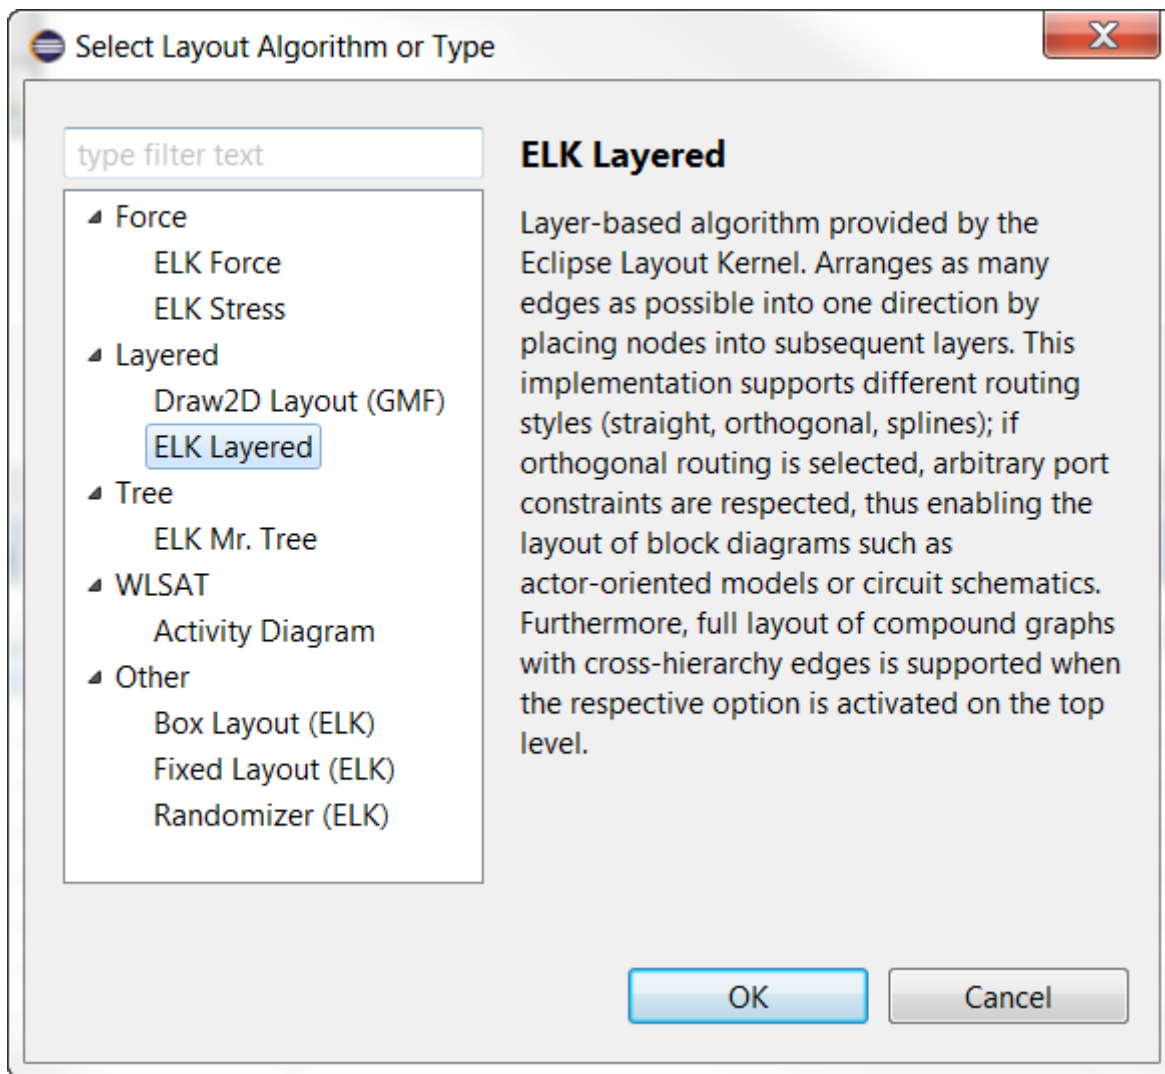 Select Layout Algorithm or Type
type filter text
Force
ELK Force
ELK Stress
Layered
Draw2D Layout (GMF)
ELK Layered
Tree
ELK Mr. Tree
WLSAT
Activity Diagram
Other
Box Layout (ELK)
Fixed Layout (ELK)
Randomizer (ELK)
ELK Layered
Layer-based algorithm provided by the
Eclipse Layout Kernel. Arranges as many
edges as possible into one direction by
placing nodes into subsequent layers. This
implementation supports different routing
styles (straight, orthogonal, splines); if
orthogonal routing is selected, arbitrary port
constraints are respected, thus enabling the
layout of block diagrams such as
actor-oriented models or circuit schematics.
Furthermore, full layout of compound graphs
with cross-hierarchy edges is supported when
the respective option is activated on the top
level.
OK
Cancel